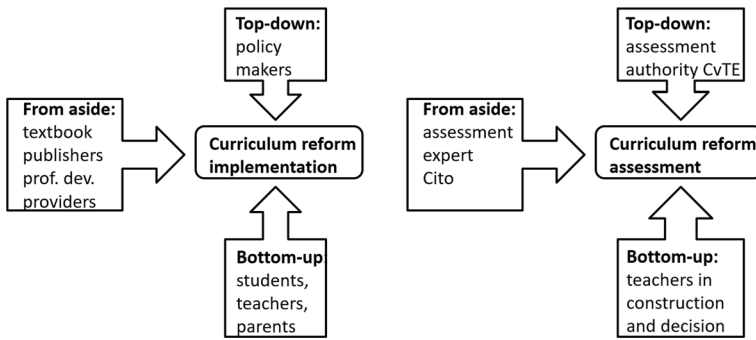 Top-down:
policy
makers
From aside:
textbook
publishers
prof. dev.
providers
Curriculum reform
implementation
Bottom-up:
students,
teachers,
parents
Top-down:
assessment
authority CvTE
From aside:
assessment
expert
Cito
Curriculum reform
assessment
Bottom-up:
teachers in
construction
and decision